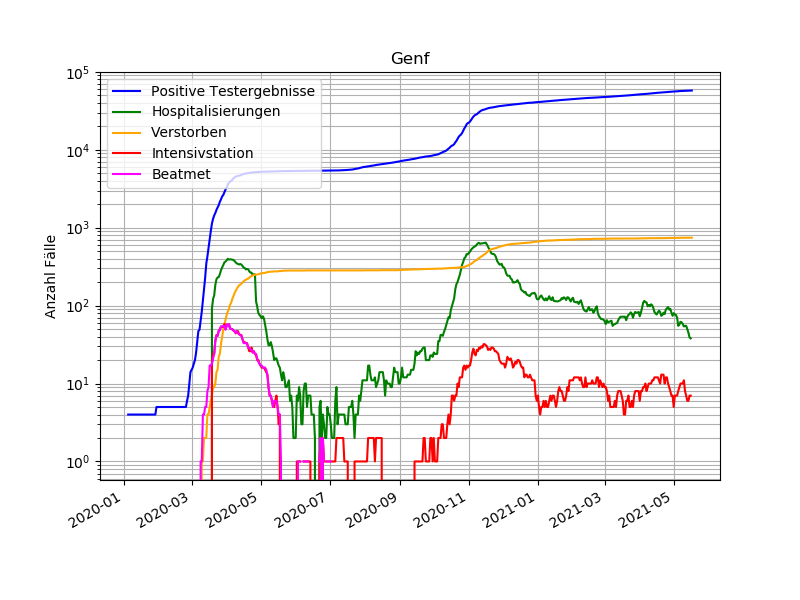 Genf
Anzahl Fälle
10^5
10^4
10^3
10^2
10^1
10^0
Positive Testergebnisse
Hospitalisierungen
Verstorben
Intensivstation
Beatmet
2020-01
2020-03
2020-05
2020-07
2020-09
2020-11
2021-01
2021-03
2021-05